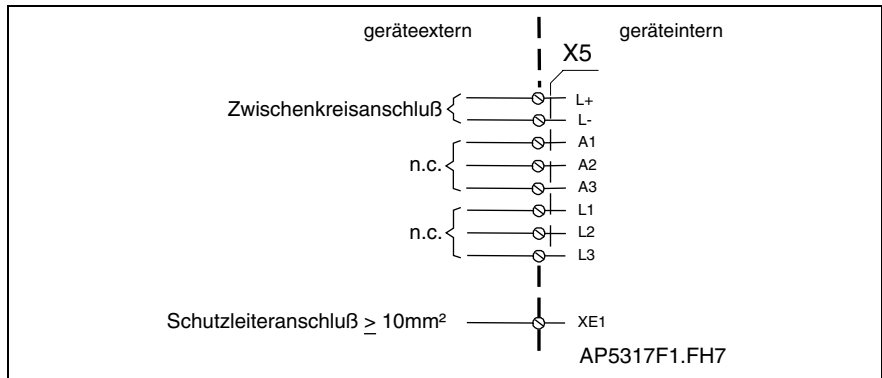 geräteextern geräteintern
X5
Zwischenkreisanschluß L+
L-
A1
n.c. A2
A3
L1
n.c. L2
L3
Schutzleiteranschluß ≥ 10mm² XE1
AP5317F1.FH7